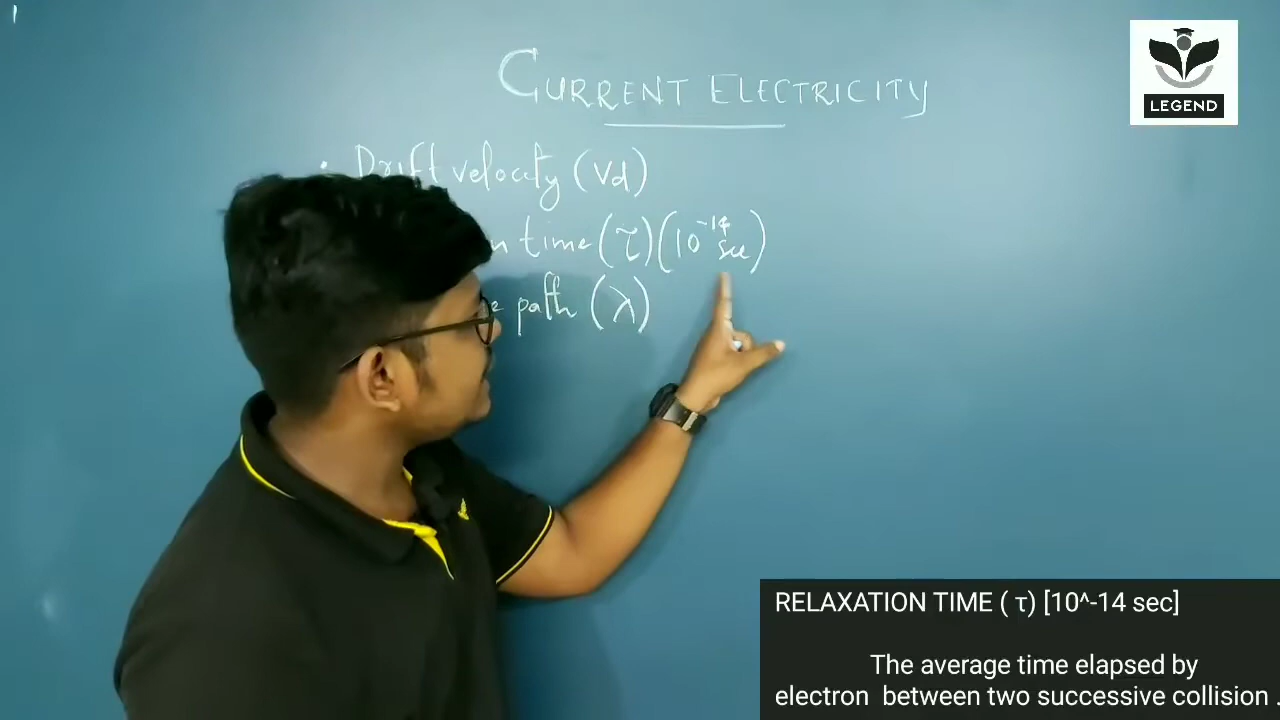 CURRENT ELECTRICITY
LEGEND
• Drift velocity (Vd)
time (τ) (10⁻¹⁴ sec)
path (λ)
RELAXATION TIME ( τ) [10^-14 sec]
The average time elapsed by
electron between two successive collision .